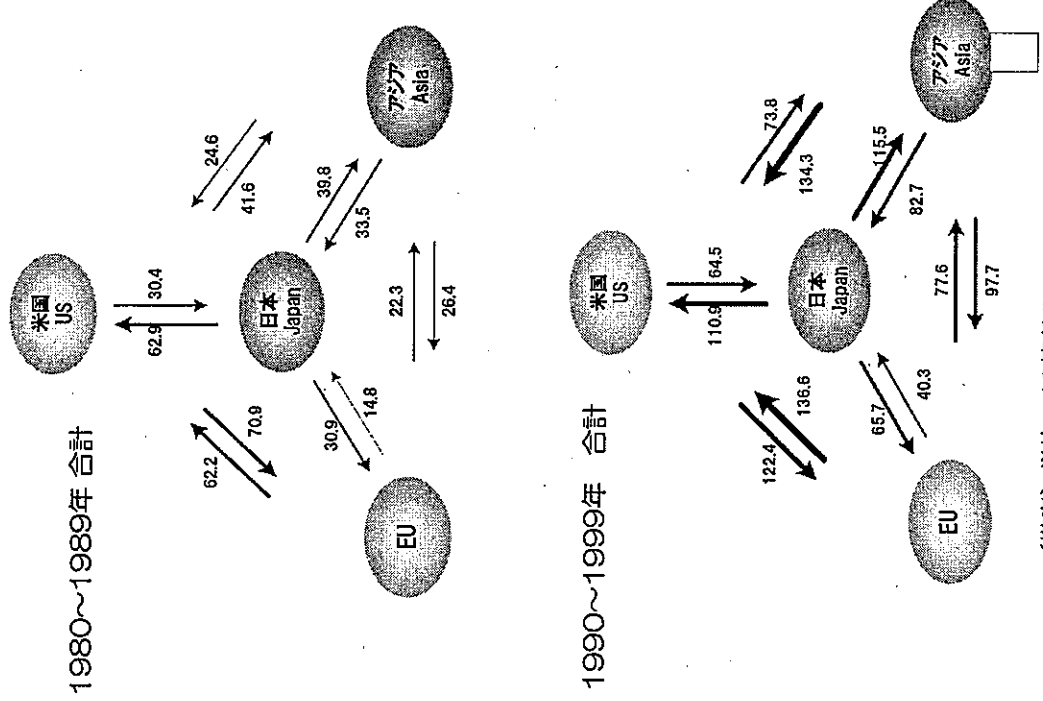 1980〜1989年 合計
米国
US
62.9
30.4
24.6
41.6
62.2
70.9
日本
Japan
39.8
33.5
アジア
Asia
30.9
14.8
22.3
26.4
EU
1990〜1999年 合計
米国
US
110.9
64.5
73.8
134.3
122.4
136.6
日本
Japan
115.5
82.7
アジア
Asia
65.7
40.3
77.6
97.7
EU